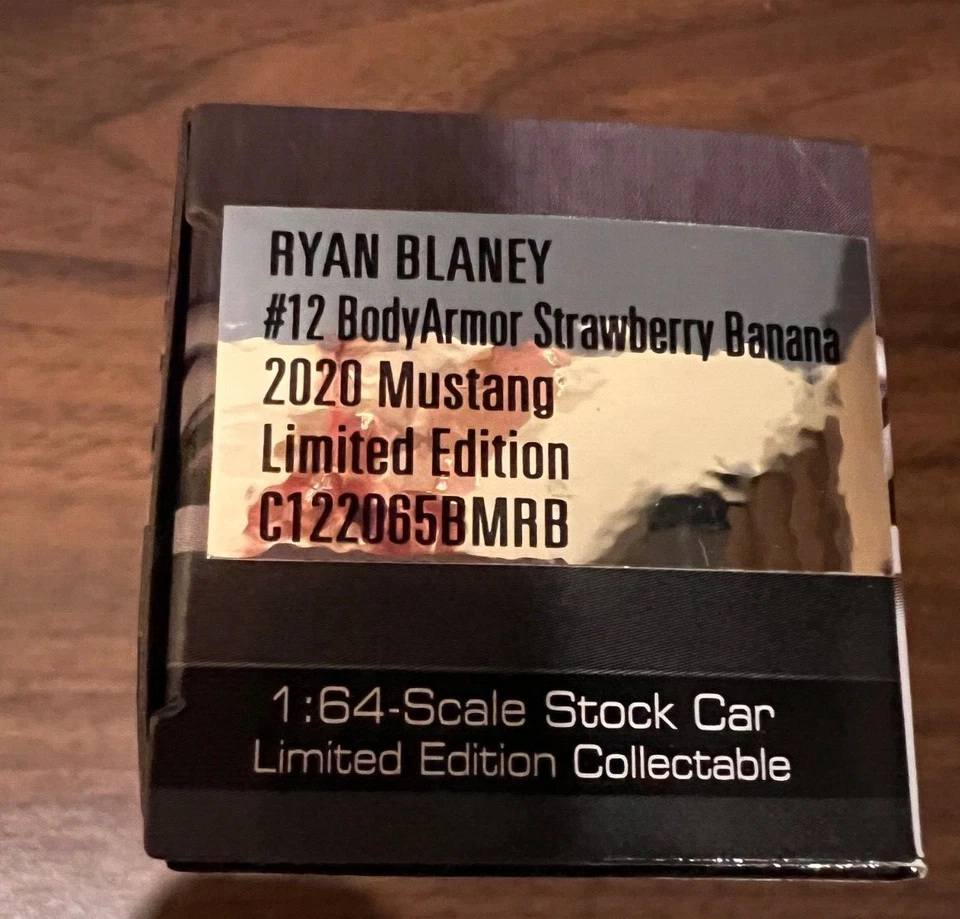 RYAN BLANEY
#12 BodyArmor Strawberry Banana
2020 Mustang
Limited Edition
C122065BMRB
1:64-Scale Stock Car
Limited Edition Collectable